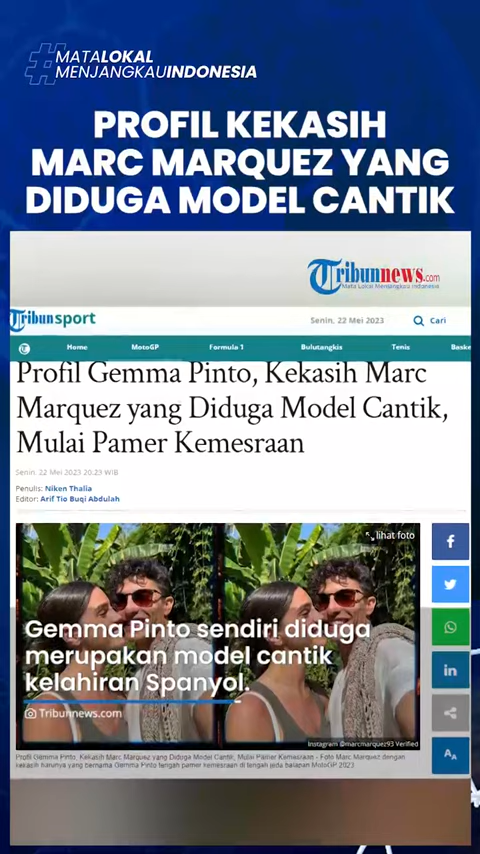 #MATALOKAL
MENJANGKAUINDONESIA
PROFIL KEKASIH
MARC MARQUEZ YANG
DIDUGA MODEL CANTIK
Tribunnews.com
Mata Lokal Menjangkau Indonesia
Tribun sport
Senin, 22 Mei 2023
Cari
Home MotoGP Formula 1 Bulutangkis Tenis Baske
Profil Gemma Pinto, Kekasih Marc
Marquez yang Diduga Model Cantik,
Mulai Pamer Kemesraan
Senin, 22 Mei 2023 20:23 WIB
Penulis: Niken Thalia
Editor: Arif Tio Buqi Abdulah
lihat foto
Gemma Pinto sendiri diduga
merupakan model cantik
kelahiran Spanyol.
Tribunnews.com
Instagram @marcmarquez93 Verified
Profil Gemma Pinto, Kekasih Marc Marquez yang Diduga Model Cantik, Mulai Pamer Kemesraan - Foto Marc Marquez dengan
kekasih barunya yang bernama Gemma Pinto tengah pamer kemesraan di tengah jeda balapan MotoGP 2023